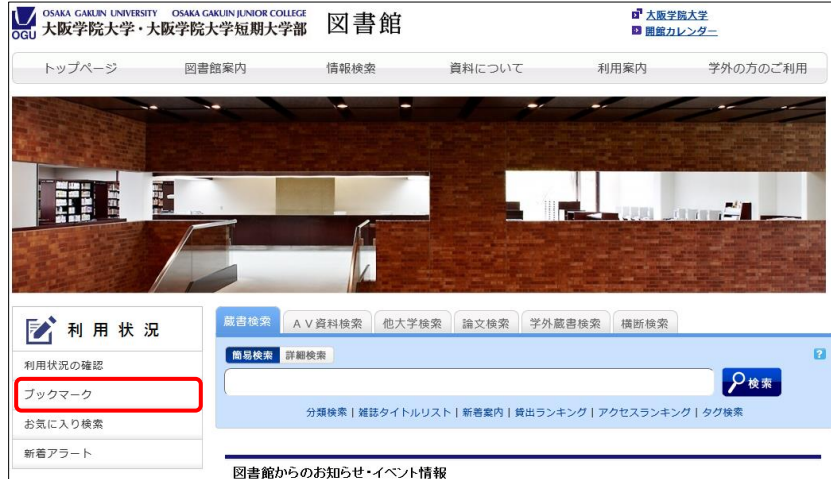 OSAKA GAKUIN UNIVERSITY OSAKA GAKUIN JUNIOR COLLEGE
OGU 大阪学院大学・大阪学院大学短期大学部 図書館
大阪学院大学
開館カレンダー
トップページ 図書館案内 情報検索 資料について 利用案内 学外の方のご利用
利用状況
利用状況の確認
ブックマーク
お気に入り検索
新着アラート
蔵書検索 AV資料検索 他大学検索 論文検索 学外蔵書検索 横断検索
簡易検索 詳細検索 ?
検索
分類検索 | 雑誌タイトルリスト | 新着案内 | 貸出ランキング | アクセスランキング | タグ検索
図書館からのお知らせ・イベント情報